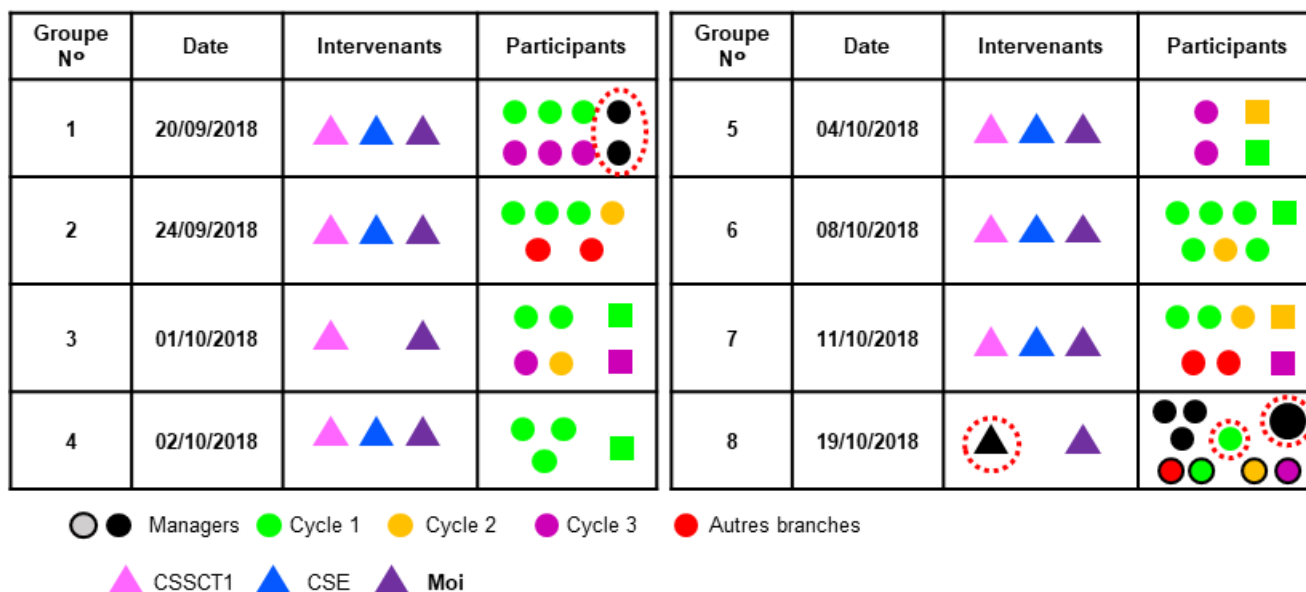 Groupe Nº Date Intervenants Participants
1 20/09/2018
2 24/09/2018
3 01/10/2018
4 02/10/2018
Groupe Nº Date Intervenants Participants
5 04/10/2018
6 08/10/2018
7 11/10/2018
8 19/10/2018
Managers Cycle 1 Cycle 2 Cycle 3 Autres branches
CSSCT1 CSE Moi